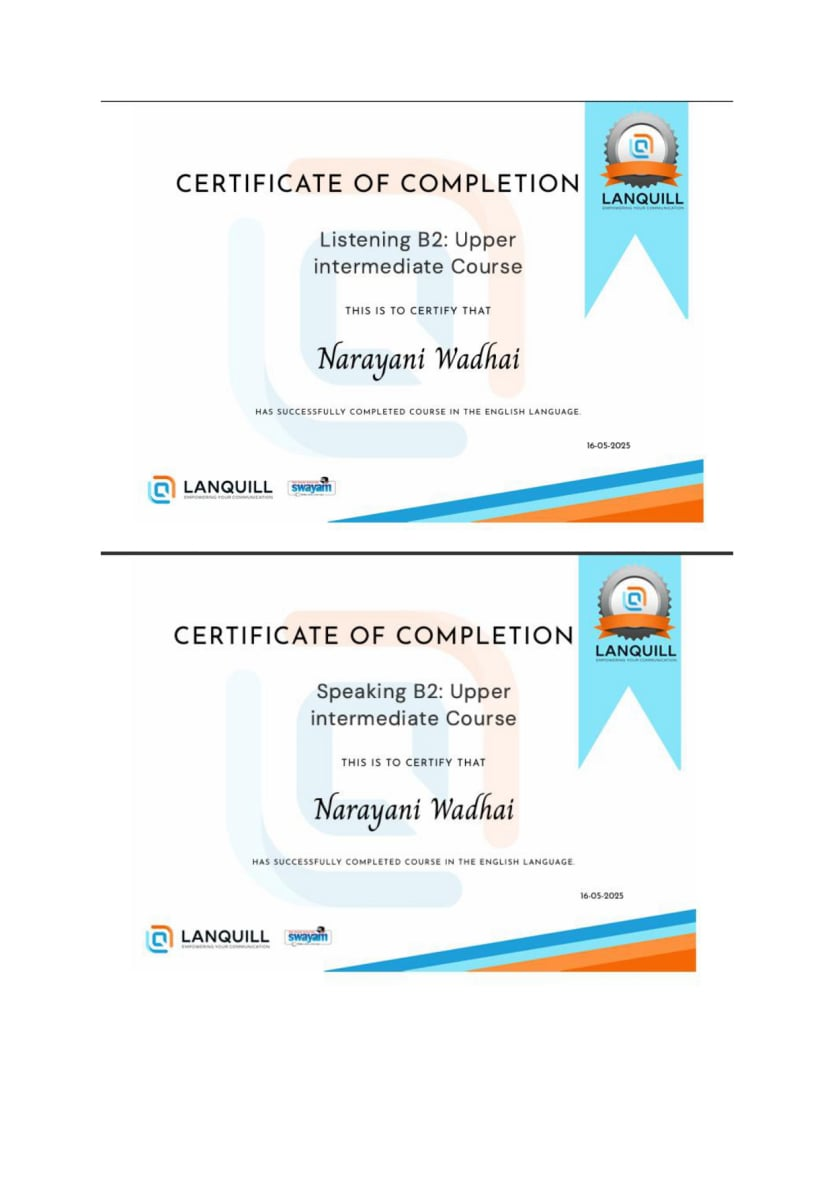 LANQUILL
EMPOWERING YOUR COMMUNICATION
CERTIFICATE OF COMPLETION
Listening B2: Upper
intermediate Course
THIS IS TO CERTIFY THAT
Narayani Wadhai
HAS SUCCESSFULLY COMPLETED COURSE IN THE ENGLISH LANGUAGE.
16-05-2025
LANQUILL
EMPOWERING YOUR COMMUNICATION
swayam
LANQUILL
EMPOWERING YOUR COMMUNICATION
CERTIFICATE OF COMPLETION
Speaking B2: Upper
intermediate Course
THIS IS TO CERTIFY THAT
Narayani Wadhai
HAS SUCCESSFULLY COMPLETED COURSE IN THE ENGLISH LANGUAGE.
16-05-2025
LANQUILL
EMPOWERING YOUR COMMUNICATION
swayam